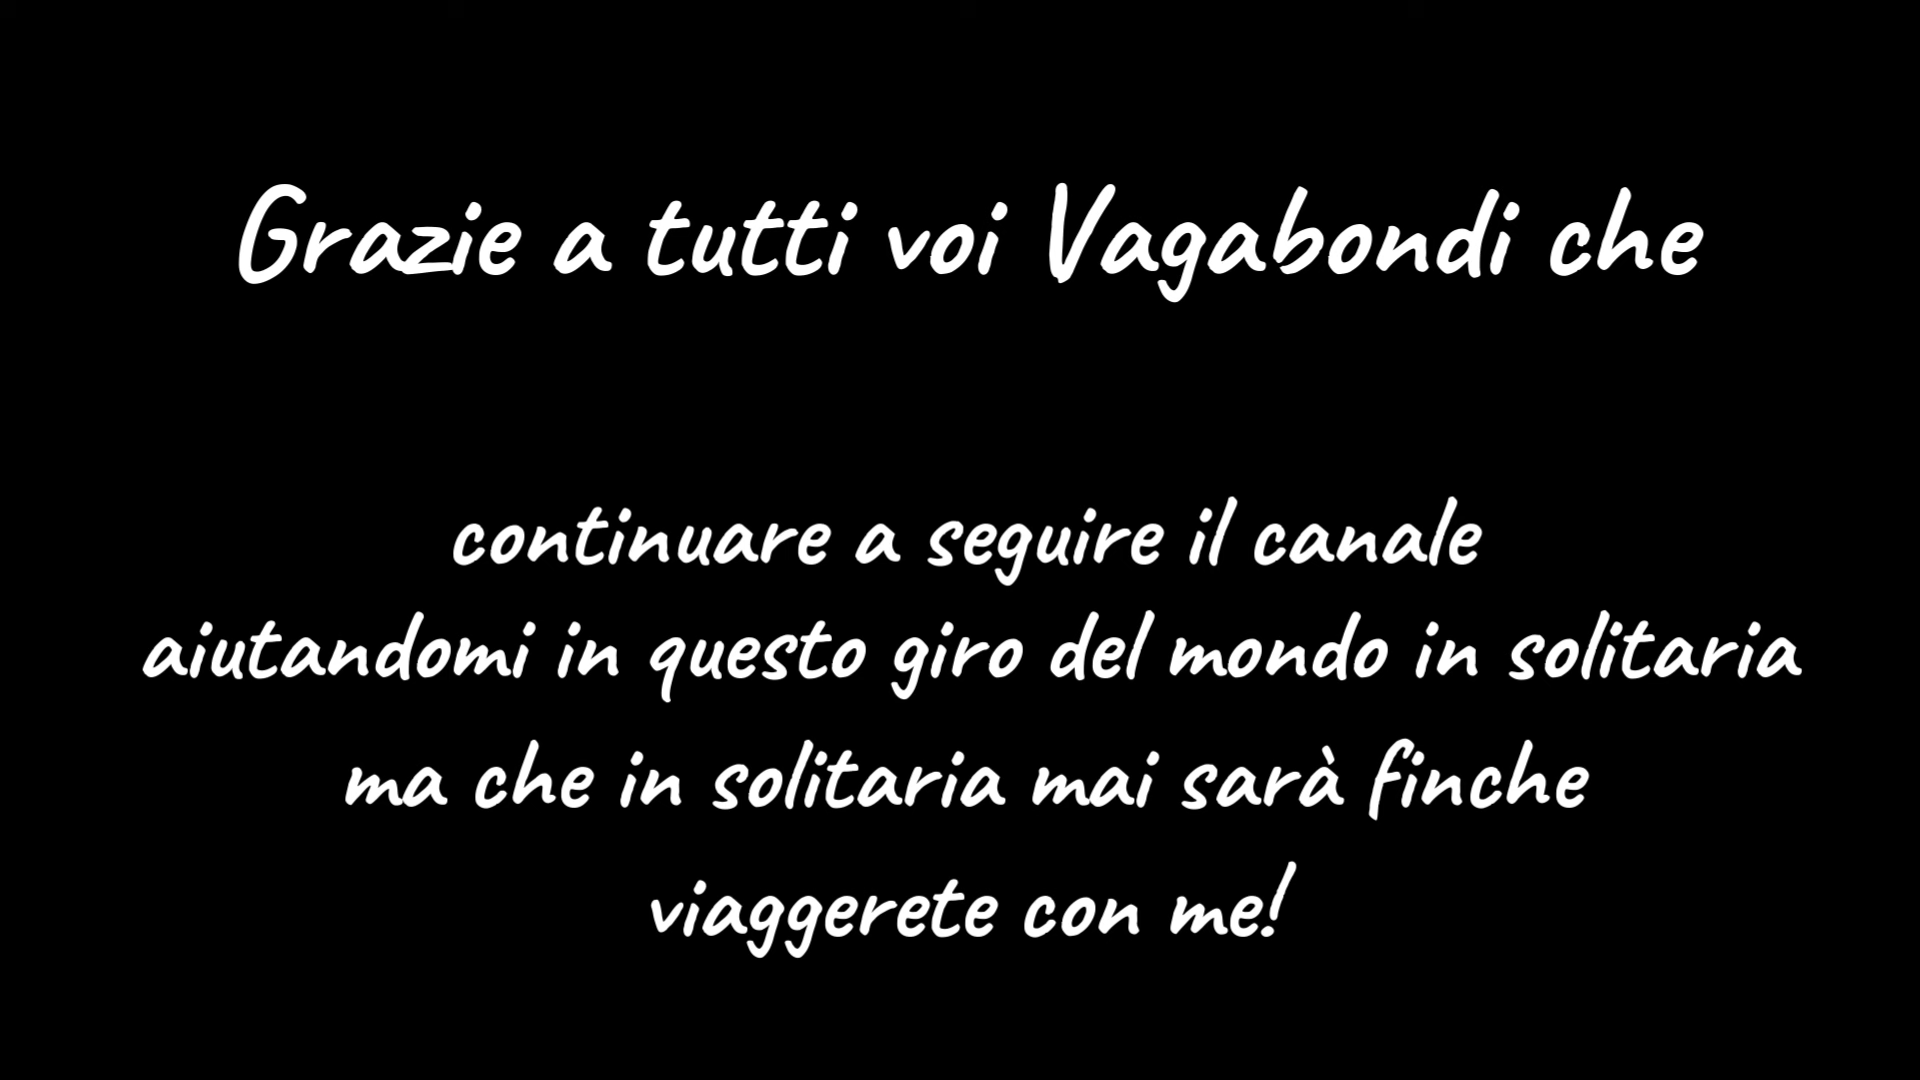 Grazie a tutti voi Vagabondi che
continuare a seguire il canale
aiutandomi in questo giro del mondo in solitaria
ma che in solitaria mai sarà finche
viaggerete con me!